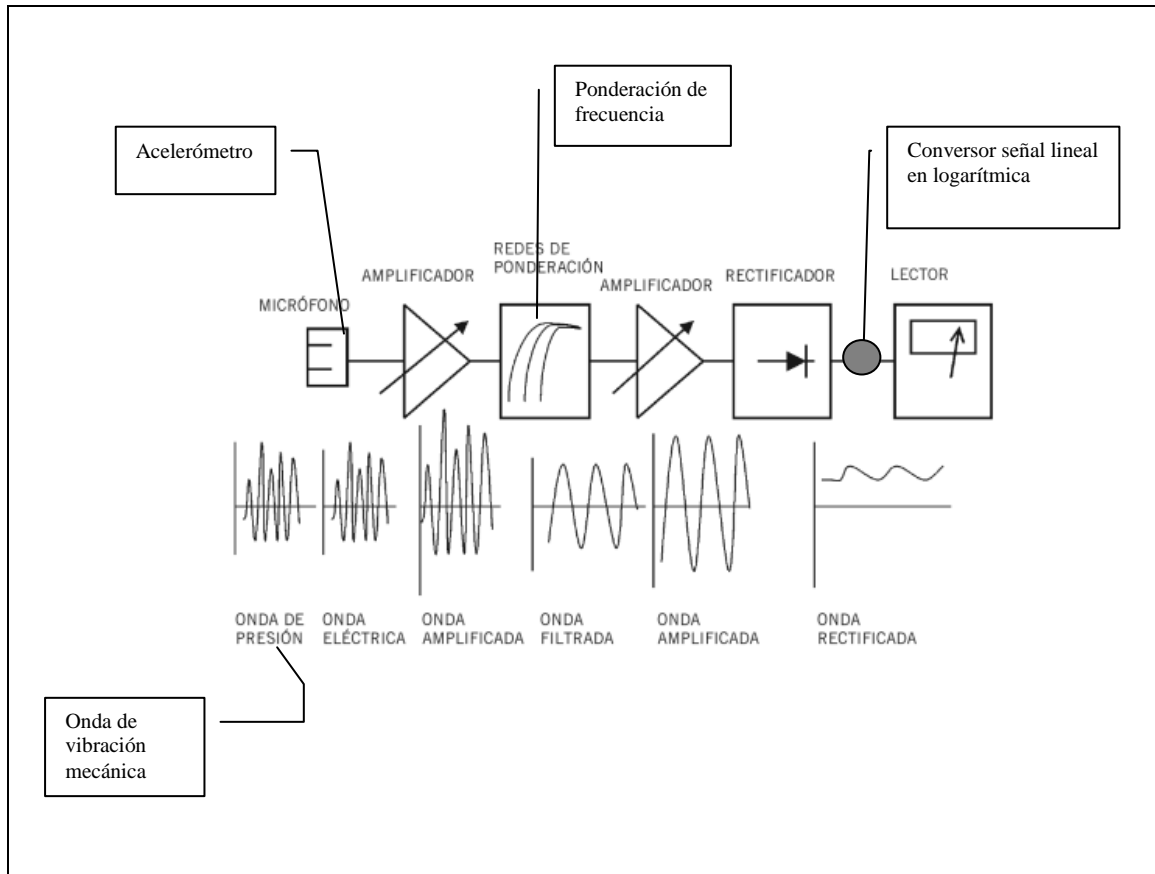 Ponderación de
frecuencia
Acelerómetro
Conversor señal lineal
en logarítmica
REDES DE
PONDERACIÓN
AMPLIFICADOR
AMPLIFICADOR
RECTIFICADOR
LECTOR
MICRÓFONO
ONDA DE
PRESIÓN
ONDA
ELÉCTRICA
ONDA
AMPLIFICADA
ONDA
FILTRADA
ONDA
AMPLIFICADA
ONDA
RECTIFICADA
Onda de
vibración
mecánica